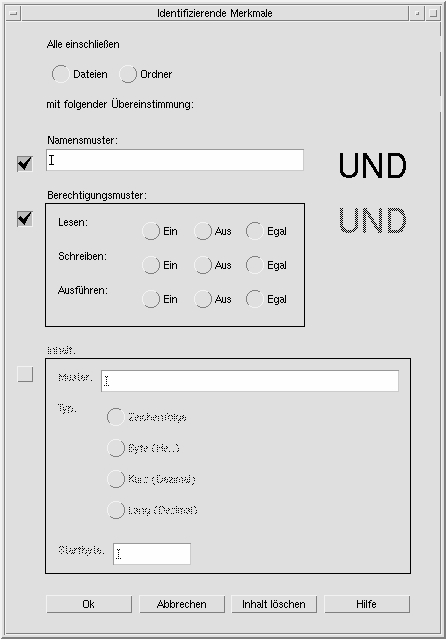 Identifizierende Merkmale
Alle einschließen
Dateien Ordner
mit folgender Übereinstimmung:
Namensmuster:
UND
Berechtigungsmuster:
UND
Lesen: Ein Aus Egal
Schreiben: Ein Aus Egal
Ausführen: Ein Aus Egal
Inhalt:
Muster:
Typ:
Zeichenfolge
Byte (He..)
Kurz (Dezimal)
Lang (Dezimal)
Startbyte:
Ok Abbrechen Inhalt löschen Hilfe